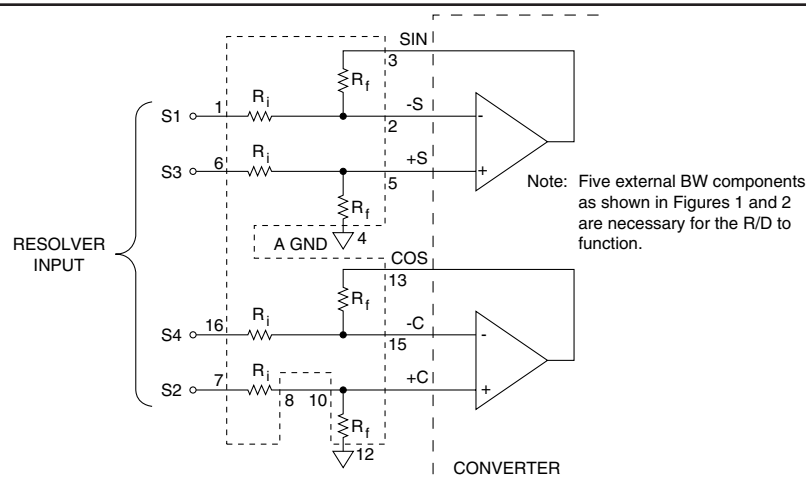 SIN
3
Rf
Ri
S1
1
-S
2
-
S3
6
Ri
+S
5
+
Rf
A GND
4
Note: Five external BW components
as shown in Figures 1 and 2
are necessary for the R/D to
function.
RESOLVER
INPUT
COS
13
Rf
S4
16
Ri
-C
15
-
S2
7
Ri
8
10
+C
+
Rf
12
CONVERTER